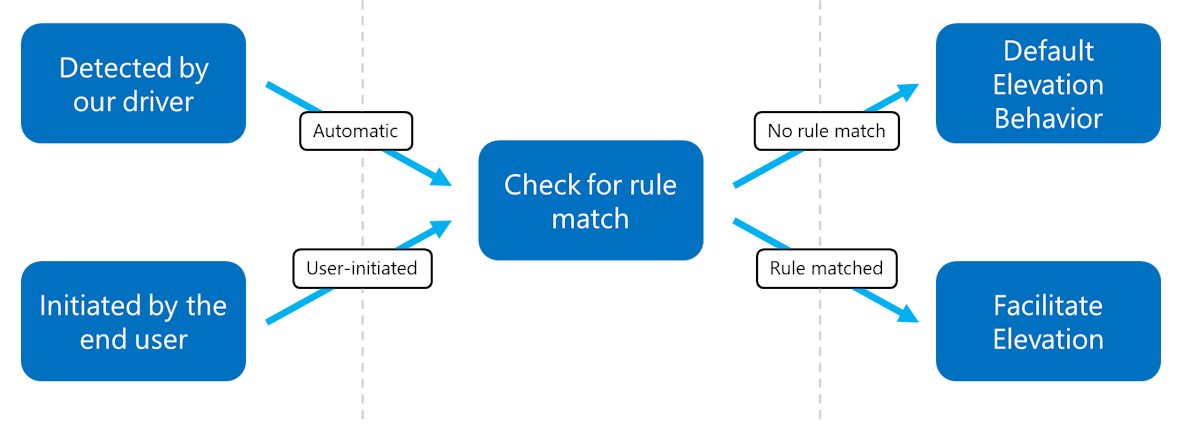 Detected by
our driver
Automatic
Initiated by the
end user
User-initiated
Check for rule
match
No rule match
Default
Elevation
Behavior
Rule matched
Facilitate
Elevation